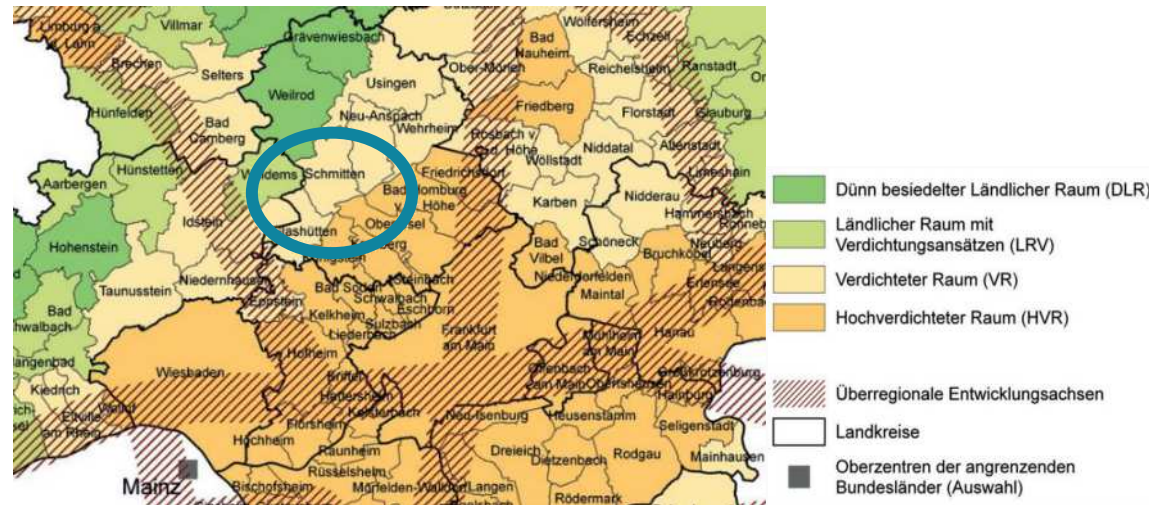 Limburg a.
Lahn
Villmar
Grävenwiesbach
Brechen
Selters
Weilrod
Usingen
Ober-Mörlen
Bad
Nauheim
Wölfersheim
Echzell
Reichelsheim
Ranstadt
Hünfelden
Bad
Camberg
Neu-Anspach
Wehrheim
Friedberg
Florstadt
Glauburg
Rosbach v.
d. Höhe
Niddatal
Altenstadt
Wöllstadt
Hünstetten
Waldems
Schmitten
Friedrichsdorf
Limeshain
Aarbergen
Bad Homburg
v.
Höhe
Karben
Nidderau
Hammersbach
Idstein
Glashütten
Oberursel
Hohenstein
Kronberg
Königstein
Bad
Vilbel
Schöneck
Bruchköbel
Neuberg
Niedernhausen
Niederdorfelden
Taunusstein
Eppstein
Bad Soden
Steinbach
Maintal
Erlensee
Bad
Schwalbach
Eschborn
Kelkheim
Sulzbach
Liederbach
Frankfurt
am Main
Mühlheim
am Main
Hanau
Wiesbaden
Hofheim
Kriftel
Offenbach
am Main
Obertshausen
Großkrotzenburg
Hainburg
Kiedrich
Walluf
Eltville
am Rhein
Hattersheim
Kelsterbach
Flörsheim
Neu-Isenburg
Heusenstamm
Seligenstadt
Hochheim
Raunheim
Dreieich
Dietzenbach
Rodgau
Mainhausen
Mainz
Rüsselsheim
Bischofsheim
Mörfelden-Walldorf
Langen
Rödermark
Dünn besiedelter Ländlicher Raum (DLR)
Ländlicher Raum mit
Verdichtungsansätzen (LRV)
Verdichteter Raum (VR)
Hochverdichteter Raum (HVR)
Überregionale Entwicklungsachsen
Landkreise
Oberzentren der angrenzenden
Bundesländer (Auswahl)